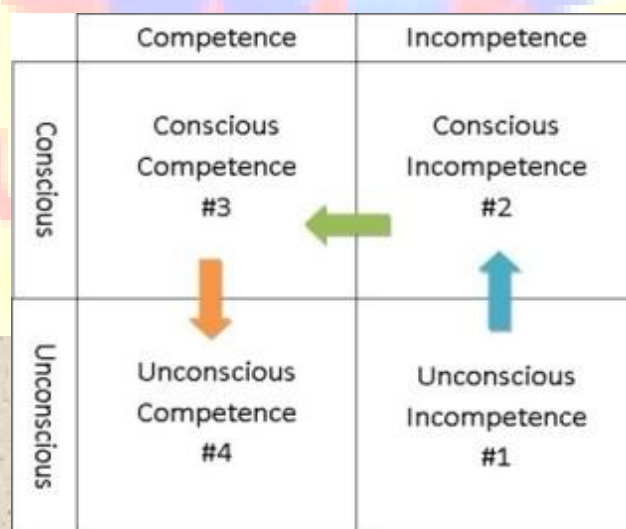 Competence
Incompetence
Conscious
Conscious
Competence
#3
Conscious
Incompetence
#2
Unconscious
Unconscious
Competence
#4
Unconscious
Incompetence
#1